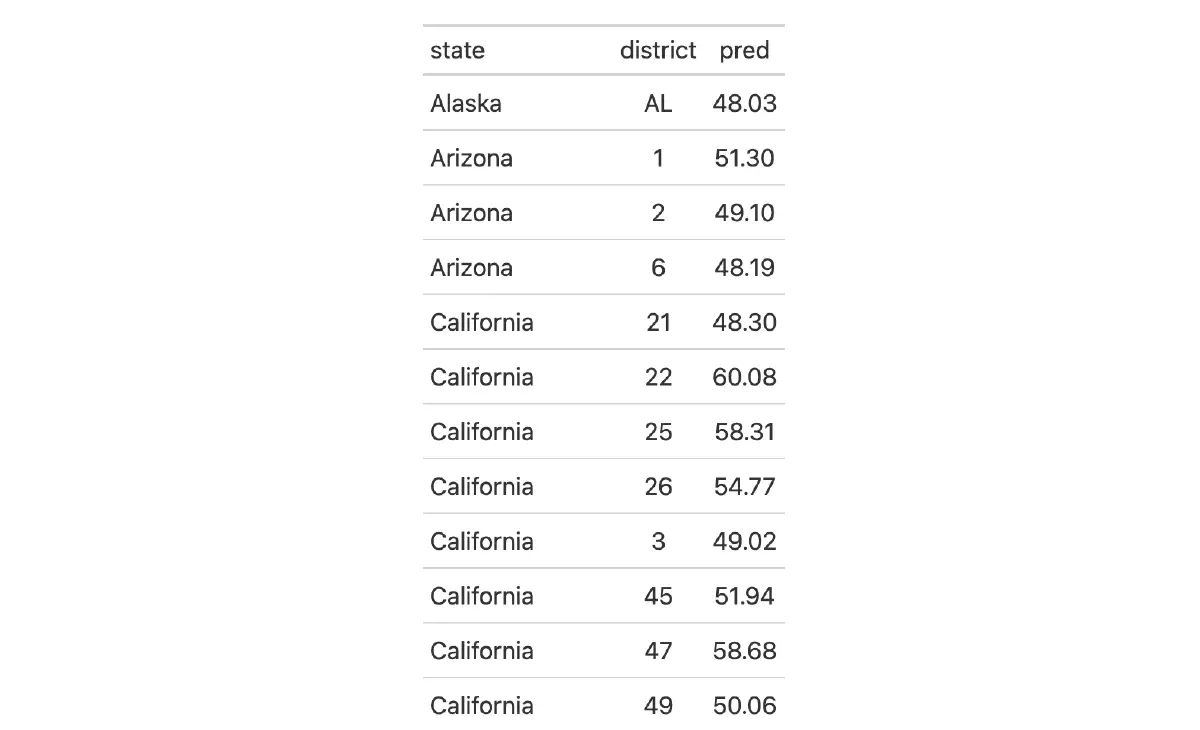 state district pred
Alaska AL 48.03
Arizona 1 51.30
Arizona 2 49.10
Arizona 6 48.19
California 21 48.30
California 22 60.08
California 25 58.31
California 26 54.77
California 3 49.02
California 45 51.94
California 47 58.68
California 49 50.06